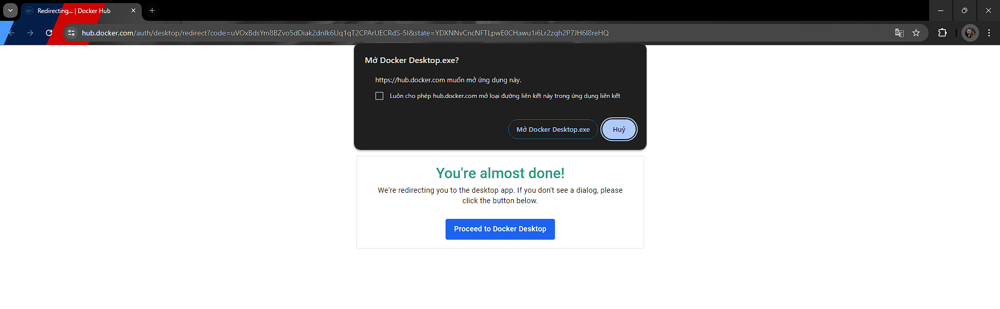 Redirecting... | Docker Hub
hub.docker.com/auth/desktop/redirect?code=uVOxBdsYm8BZvo5dDiak2dnlk6Uq1qT2CPArUECRdS-5I&state=YDXNNvCncNFTLpwE0CHawu1i6Lr2zqh2P7JH6I8reHQ
Mở Docker Desktop.exe?
https://hub.docker.com muốn mở ứng dụng này.
Luôn cho phép hub.docker.com mở loại đường liên kết này trong ứng dụng liên kết
Mở Docker Desktop.exe
Huỷ
You're almost done!
We're redirecting you to the desktop app. If you don't see a dialog, please
click the button below.
Proceed to Docker Desktop